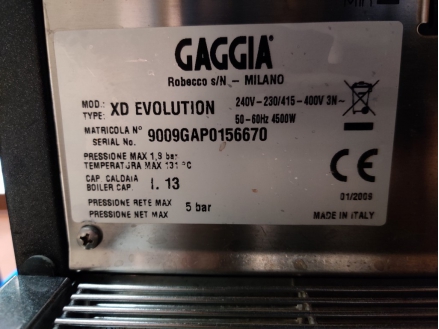 GAGGIA®
Robecco s/N – MILANO
MOD.: XD EVOLUTION 240V–230/415–400V 3N~
TYPE: 50–60Hz 4500W
MATRICOLA N° 9009GAP0156670
SERIAL No.
PRESSIONE MAX 1,9 bar
TEMPERATURA MAX 131 °C
CAP. CALDAIA l. 13
BOILER CAP.
CE
01/2008
PRESSIONE RETE MAX 5 bar
PRESSIONE NET MAX
MADE IN ITALY